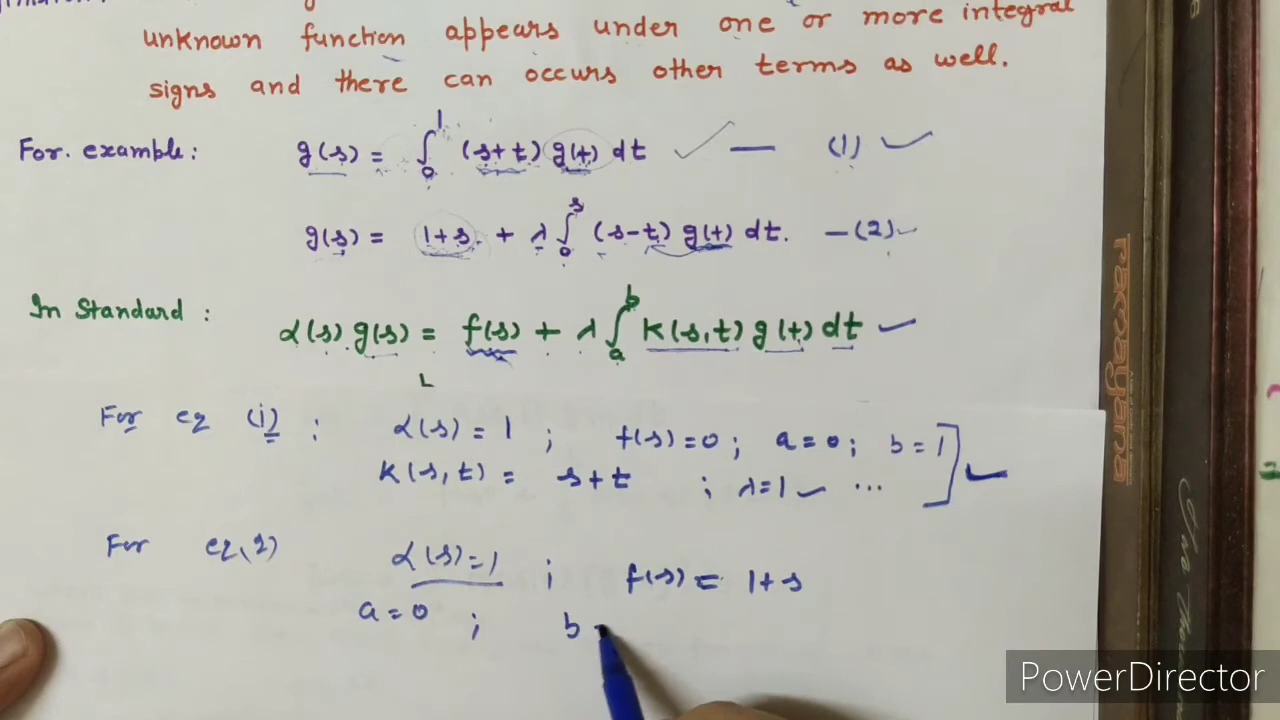 unknown function appears under one or more integral
signs and there can occurs other terms as well.
For. example: g(s) = ∫₀¹ (s+t) g(t) dt — (1)
g(s) = 1+s + λ ∫₀ˢ (s-t) g(t) dt. — (2)
In Standard : α(s) g(s) = f(s) + λ ∫ₐᵇ K(s,t) g(t) dt
For eq (1) : α(s) = 1 ; f(s)=0; a=0; b=1
K(s,t) = s+t ; λ=1 ...
For eq(2) α(s)=1 ; f(s) = 1+s
a=0 ; b
PowerDirector